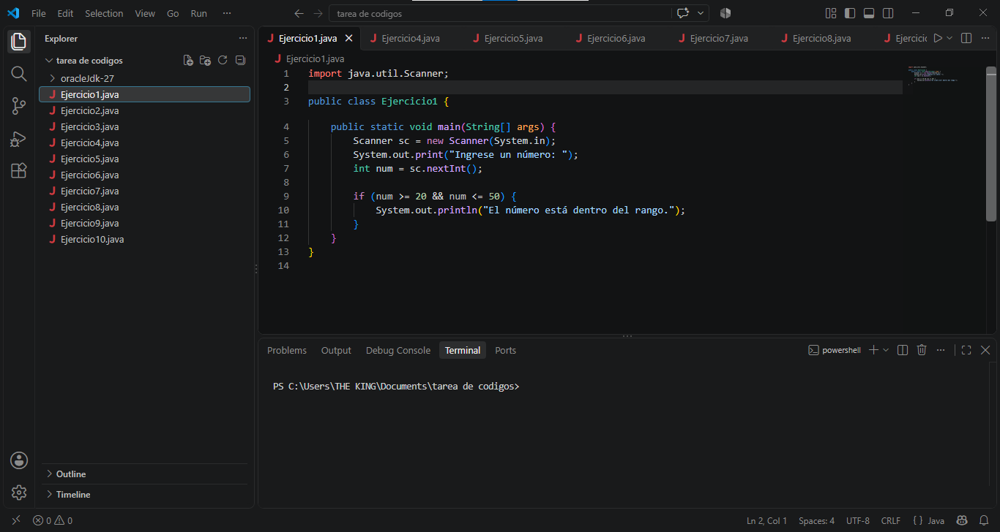 File Edit Selection View Go Run ··· tarea de codigos
Explorer ···
tarea de codigos
oracleJdk-27
J Ejercicio1.java
J Ejercicio2.java
J Ejercicio3.java
J Ejercicio4.java
J Ejercicio5.java
J Ejercicio6.java
J Ejercicio7.java
J Ejercicio8.java
J Ejercicio9.java
J Ejercicio10.java
Outline
Timeline
J Ejercicio1.java J Ejercicio4.java J Ejercicio5.java J Ejercicio6.java J Ejercicio7.java J Ejercicio8.java J Ejercic
J Ejercicio1.java
1 import java.util.Scanner;
2
3 public class Ejercicio1 {
4 public static void main(String[] args) {
5 Scanner sc = new Scanner(System.in);
6 System.out.print("Ingrese un número: ");
7 int num = sc.nextInt();
8
9 if (num >= 20 && num <= 50) {
10 System.out.println("El número está dentro del rango.");
11 }
12 }
13 }
14
Problems Output Debug Console Terminal Ports powershell
PS C:\Users\THE KING\Documents\tarea de codigos>
0 0 Ln 2, Col 1 Spaces: 4 UTF-8 CRLF { } Java